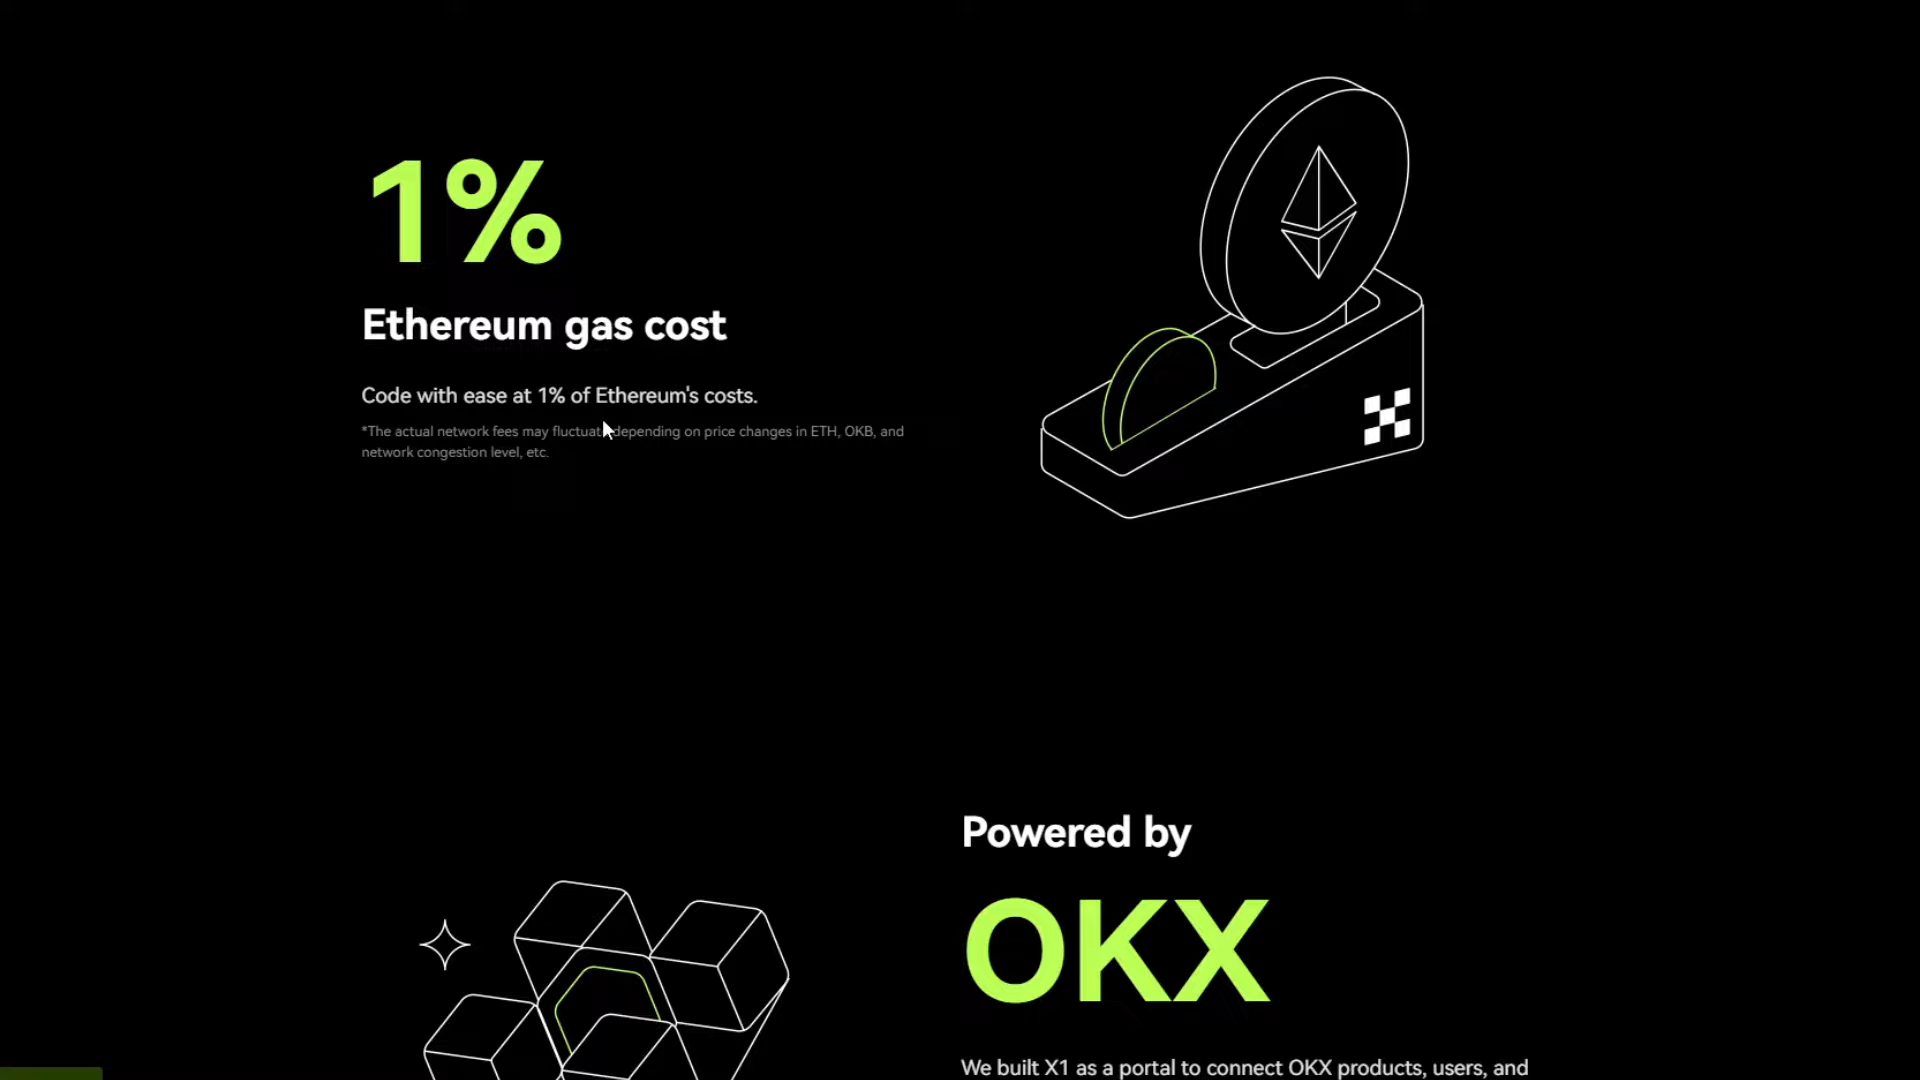 1%
Ethereum gas cost
Code with ease at 1% of Ethereum's costs.
*The actual network fees may fluctuat depending on price changes in ETH, OKB, and
network congestion level, etc.
Powered by
OKX
We built X1 as a portal to connect OKX products, users, and